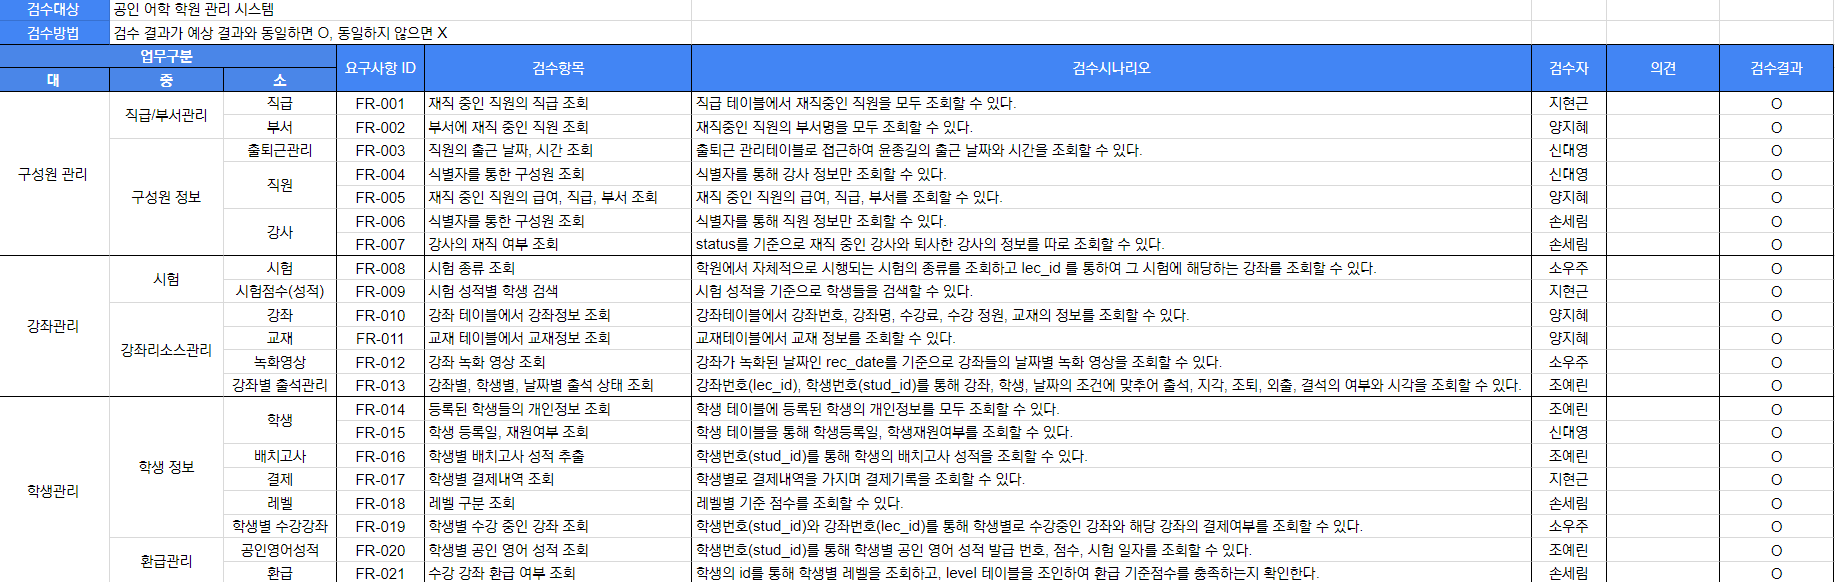 검수대상 공인 어학 학원 관리 시스템
검수방법 검수 결과가 예상 결과와 동일하면 O, 동일하지 않으면 X
업무구분 요구사항 ID 검수항목 검수시나리오 검수자 의견 검수결과
대 중 소
구성원 관리 직급/부서관리 직급 FR-001 재직 중인 직원의 직급 조회 직급 테이블에서 재직중인 직원을 모두 조회할 수 있다. 지현근 O
부서 FR-002 부서에 재직 중인 직원 조회 재직중인 직원의 부서명을 모두 조회할 수 있다. 양지혜 O
구성원 정보 출퇴근관리 FR-003 직원의 출근 날짜, 시간 조회 출퇴근 관리테이블로 접근하여 윤종길의 출근 날짜와 시간을 조회할 수 있다. 신대영 O
직원 FR-004 식별자를 통한 구성원 조회 식별자를 통해 강사 정보만 조회할 수 있다. 신대영 O
FR-005 재직 중인 직원의 급여, 직급, 부서 조회 재직 중인 직원의 급여, 직급, 부서를 조회할 수 있다. 양지혜 O
강사 FR-006 식별자를 통한 구성원 조회 식별자를 통해 직원 정보만 조회할 수 있다. 손세림 O
FR-007 강사의 재직 여부 조회 status를 기준으로 재직 중인 강사와 퇴사한 강사의 정보를 따로 조회할 수 있다. 손세림 O
강좌관리 시험 시험 FR-008 시험 종류 조회 학원에서 자체적으로 시행되는 시험의 종류를 조회하고 lec_id 를 통하여 그 시험에 해당하는 강좌를 조회할 수 있다. 소우주 O
시험점수(성적) FR-009 시험 성적별 학생 검색 시험 성적을 기준으로 학생들을 검색할 수 있다. 지현근 O
강좌리소스관리 강좌 FR-010 강좌 테이블에서 강좌정보 조회 강좌테이블에서 강좌번호, 강좌명, 수강료, 수강 정원, 교재의 정보를 조회할 수 있다. 양지혜 O
교재 FR-011 교재 테이블에서 교재정보 조회 교재테이블에서 교재 정보를 조회할 수 있다. 양지혜 O
녹화영상 FR-012 강좌 녹화 영상 조회 강좌가 녹화된 날짜인 rec_date를 기준으로 강좌들의 날짜별 녹화 영상을 조회할 수 있다. 소우주 O
강좌별 출석관리 FR-013 강좌별, 학생별, 날짜별 출석 상태 조회 강좌번호(lec_id), 학생번호(stud_id)를 통해 강좌, 학생, 날짜의 조건에 맞추어 출석, 지각, 조퇴, 외출, 결석의 여부와 시각을 조회할 수 있다. 조예린 O
학생관리 학생 정보 학생 FR-014 등록된 학생들의 개인정보 조회 학생 테이블에 등록된 학생의 개인정보를 모두 조회할 수 있다. 조예린 O
FR-015 학생 등록일, 재원여부 조회 학생 테이블을 통해 학생등록일, 학생재원여부를 조회할 수 있다. 신대영 O
배치고사 FR-016 학생별 배치고사 성적 추출 학생번호(stud_id)를 통해 학생의 배치고사 성적을 조회할 수 있다. 조예린 O
결제 FR-017 학생별 결제내역 조회 학생별로 결제내역을 가지며 결제기록을 조회할 수 있다. 지현근 O
레벨 FR-018 레벨 구분 조회 레벨별 기준 점수를 조회할 수 있다. 손세림 O
학생별 수강강좌 FR-019 학생별 수강 중인 강좌 조회 학생번호(stud_id)와 강좌번호(lec_id)를 통해 학생별로 수강중인 강좌와 해당 강좌의 결제여부를 조회할 수 있다. 소우주 O
환급관리 공인영어성적 FR-020 학생별 공인 영어 성적 조회 학생번호(stud_id)를 통해 학생별 공인 영어 성적 발급 번호, 점수, 시험 일자를 조회할 수 있다. 조예린 O
환급 FR-021 수강 강좌 환급 여부 조회 학생의 id를 통해 학생별 레벨을 조회하고, level 테이블을 조인하여 환급 기준점수를 충족하는지 확인한다. 손세림 O